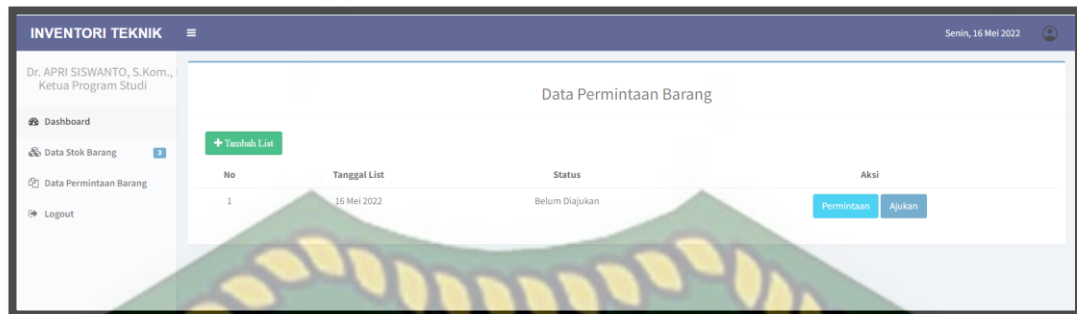 INVENTORI TEKNIK
Senin, 16 Mei 2022
Dr. APRI SISWANTO, S.Kom.,
Ketua Program Studi
Dashboard
Data Stok Barang 3
Data Permintaan Barang
Logout
Data Permintaan Barang
+ Tambah List
No Tanggal List Status Aksi
1 16 Mei 2022 Belum Diajukan Permintaan Ajukan